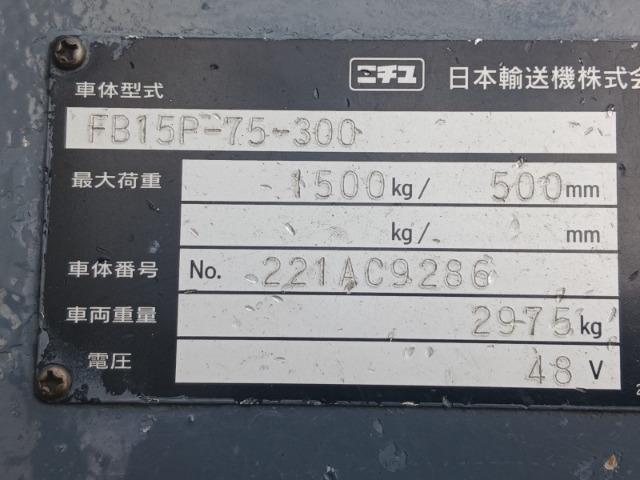 ニチユ 日本輸送機株式会
車体型式
FB15P-75-300
最大荷重 1500kg/ 500mm
kg/ mm
車体番号 No. 221AC9286
車両重量 2975kg
電圧 48 V